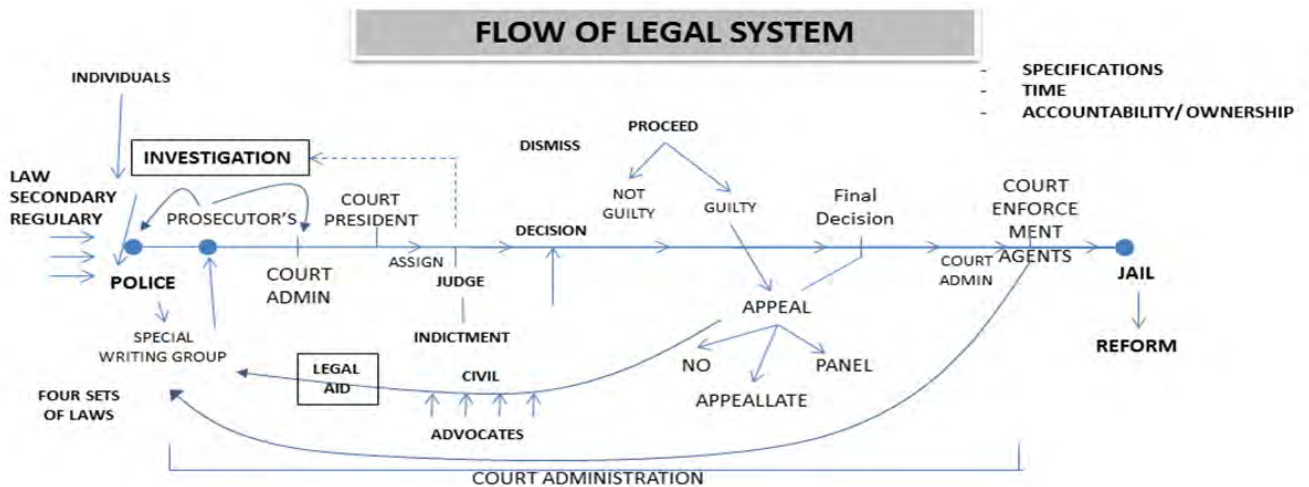 FLOW OF LEGAL SYSTEM
- SPECIFICATIONS
- TIME
- ACCOUNTABILITY/ OWNERSHIP
INDIVIDUALS
INVESTIGATION
LAW
SECONDARY
REGULARY
PROSECUTOR'S
COURT
PRESIDENT
DISMISS
PROCEED
NOT
GUILTY
GUILTY
Final
Decision
COURT
ENFORCE
MENT
AGENTS
DECISION
POLICE
COURT
ADMIN
ASSIGN
JUDGE
INDICTMENT
COURT
ADMIN
JAIL
REFORM
SPECIAL
WRITING GROUP
APPEAL
NO
PANEL
APPEALLATE
LEGAL
AID
CIVIL
FOUR SETS
OF LAWS
ADVOCATES
COURT ADMINISTRATION